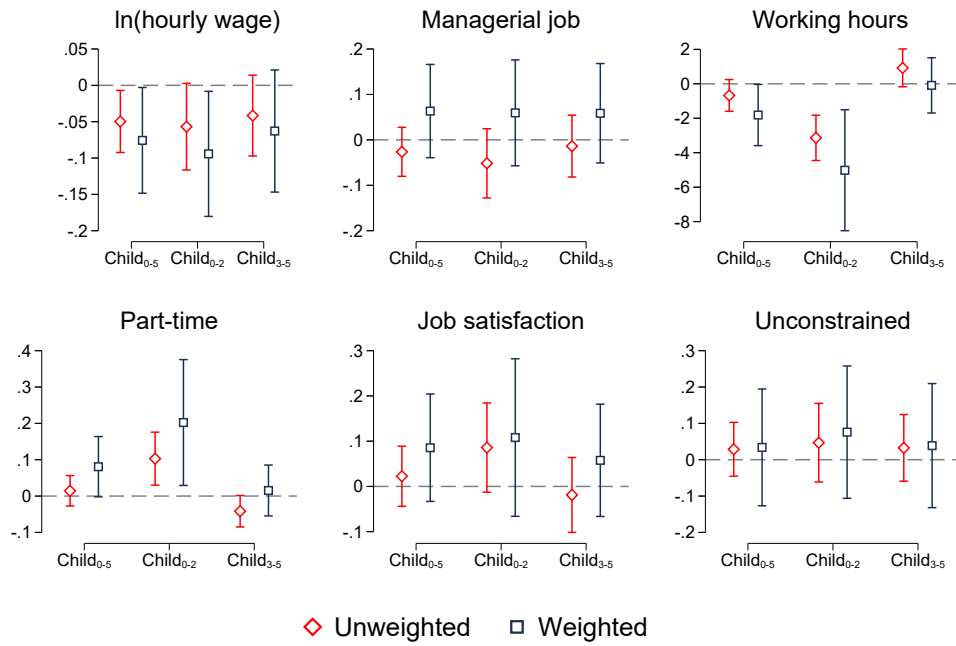 ln(hourly wage)
.05
0
-.05
-.1
-.15
-.2
Child0-5 Child0-2 Child3-5
Managerial job
.2
.1
0
-.1
-.2
Child0-5 Child0-2 Child3-5
Working hours
2
0
-2
-4
-6
-8
Child0-5 Child0-2 Child3-5
Part-time
.4
.3
.2
.1
0
-.1
Child0-5 Child0-2 Child3-5
Job satisfaction
.3
.2
.1
0
-.1
Child0-5 Child0-2 Child3-5
Unconstrained
.3
.2
.1
0
-.1
-.2
Child0-5 Child0-2 Child3-5
Unweighted Weighted